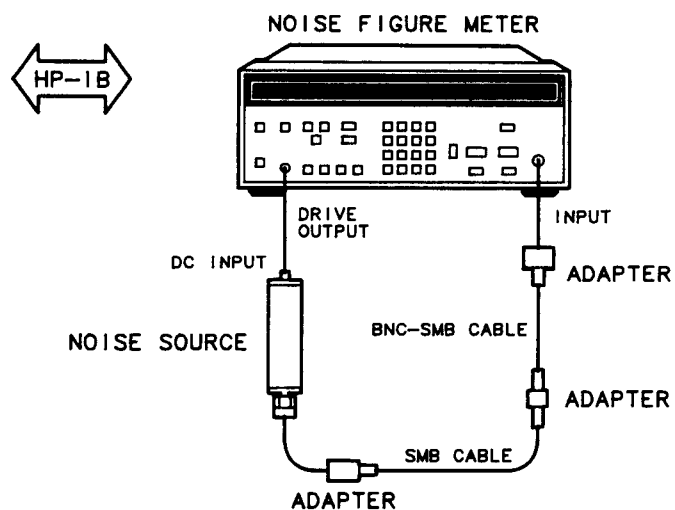 NOISE FIGURE METER
HP-IB
DRIVE
OUTPUT
INPUT
DC INPUT
ADAPTER
NOISE SOURCE
BNC-SMB CABLE
ADAPTER
SMB CABLE
ADAPTER